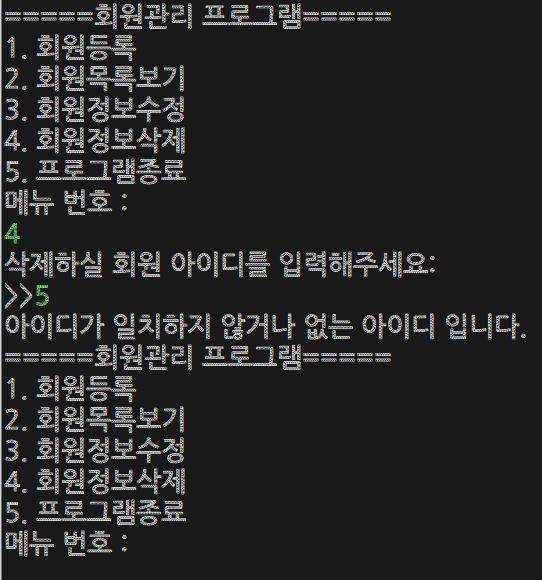 =====회원관리 프로그램=====
1. 회원등록
2. 회원목록보기
3. 회원정보수정
4. 회원정보삭제
5. 프로그램종료
메뉴 번호 :
4
삭제하실 회원 아이디를 입력해주세요:
>>5
아이디가 일치하지 않거나 없는 아이디 입니다.
=====회원관리 프로그램=====
1. 회원등록
2. 회원목록보기
3. 회원정보수정
4. 회원정보삭제
5. 프로그램종료
메뉴 번호 :